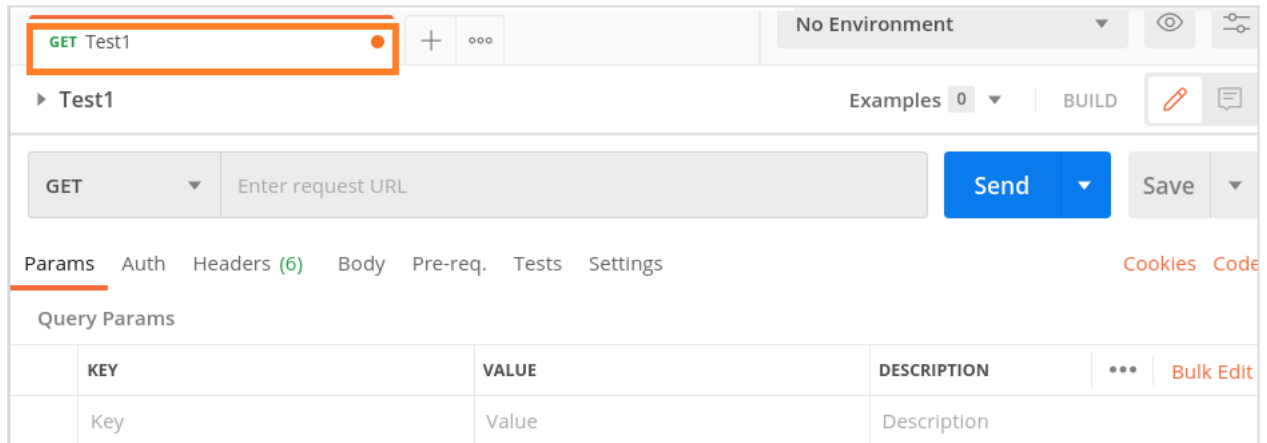 GET Test1
No Environment
Test1
Examples 0
BUILD
GET
Enter request URL
Send
Save
Params Auth Headers (6) Body Pre-req. Tests Settings
Cookies Code
Query Params
KEY VALUE DESCRIPTION
Bulk Edit
Key Value Description